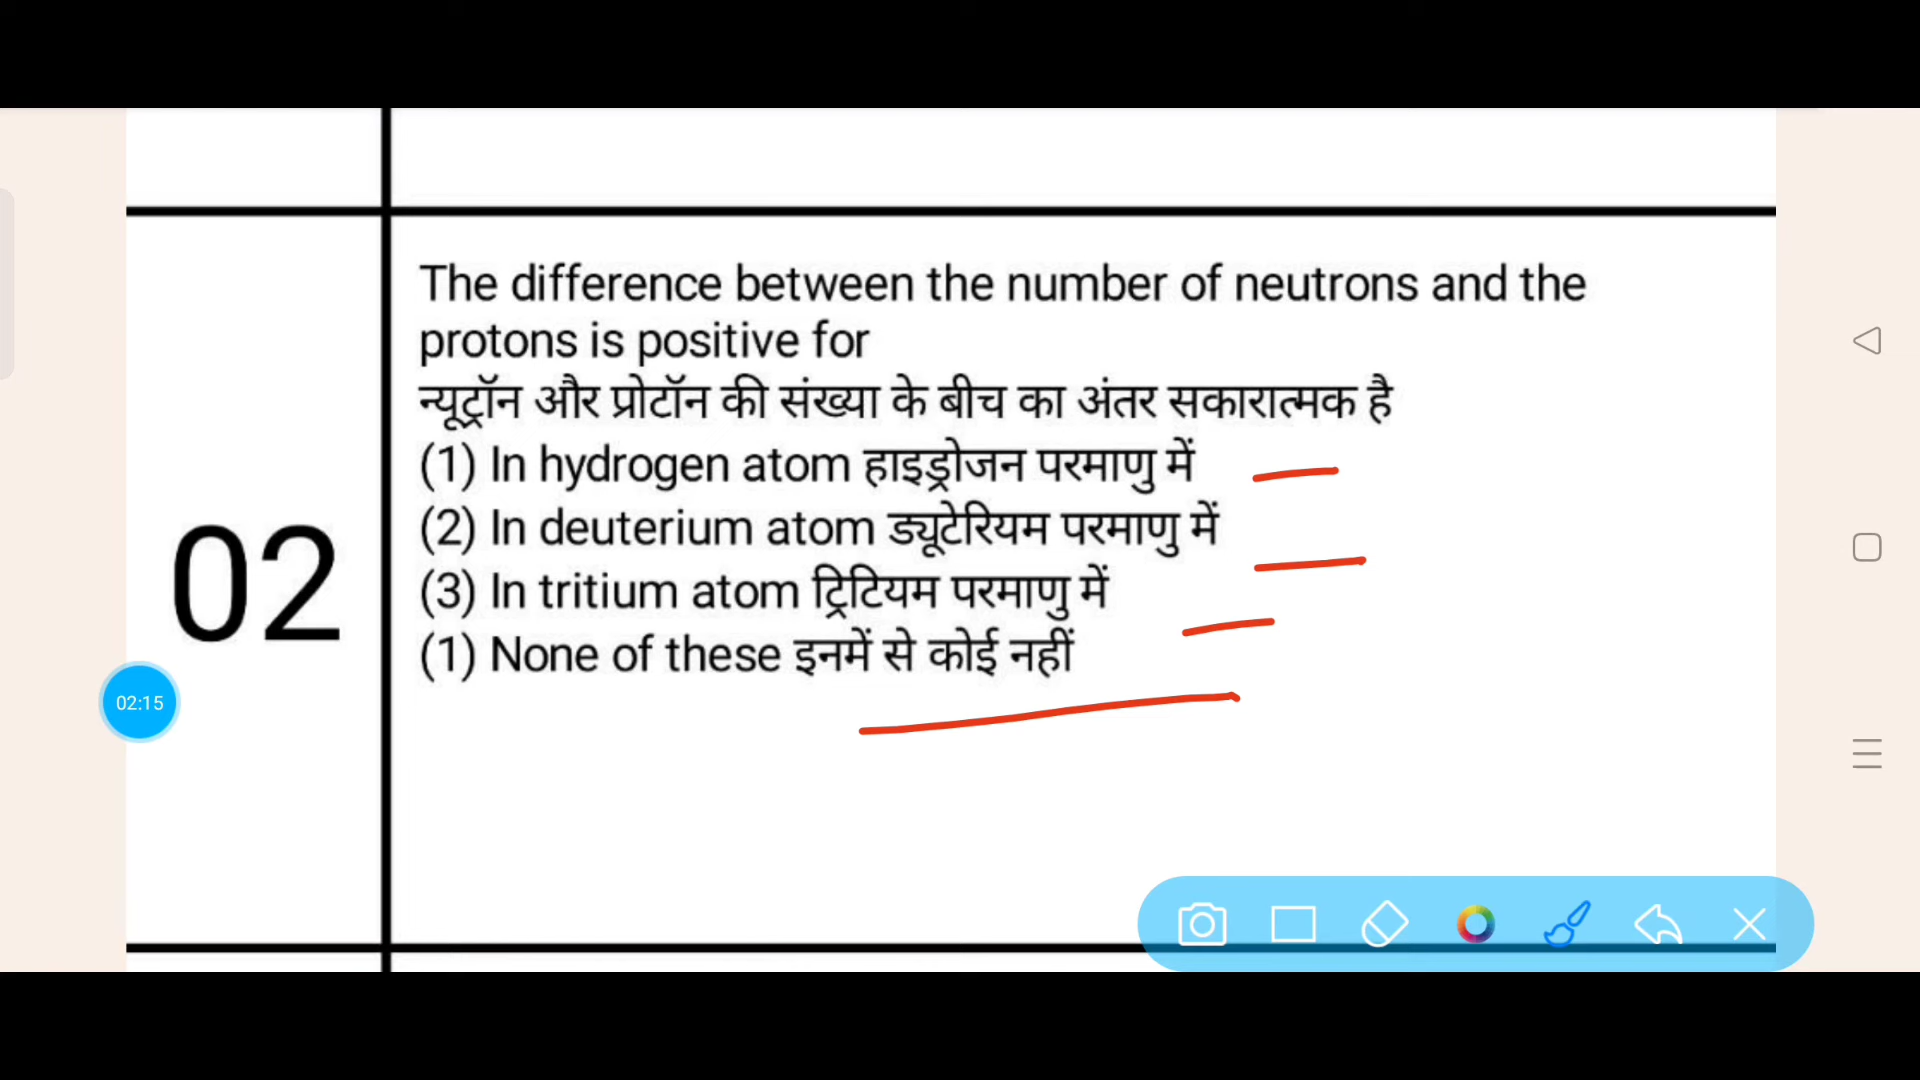 The difference between the number of neutrons and the
protons is positive for
न्यूट्रॉन और प्रोटॉन की संख्या के बीच का अंतर सकारात्मक है
(1) In hydrogen atom हाइड्रोजन परमाणु में
(2) In deuterium atom ड्यूटेरियम परमाणु में
02
(3) In tritium atom ट्रिटियम परमाणु में
(1) None of these इनमें से कोई नहीं
02:15